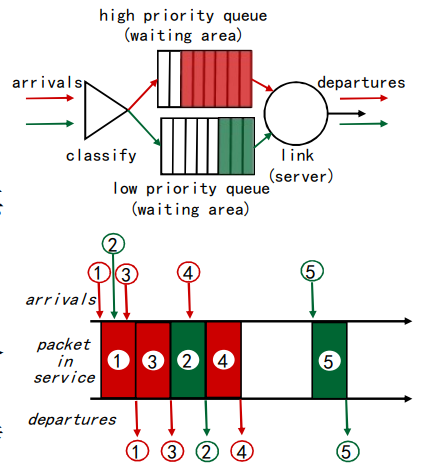 high priority queue
(waiting area)
arrivals
departures
classify
link
(server)
low priority queue
(waiting area)
2
1
3
4
5
arrivals
packet
in
service
1
3
2
4
5
departures
1
3
2
4
5